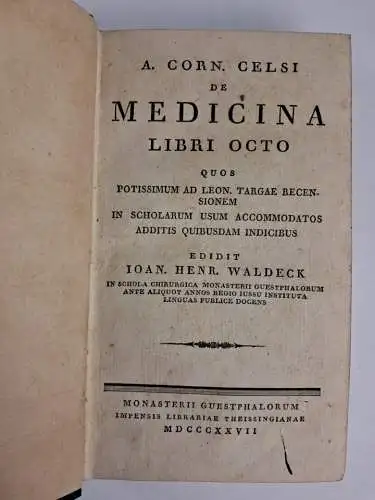 A. CORN. CELSI
DE
MEDICINA
LIBRI OCTO
QUOS
POTISSIMUM AD LEON. TARGAE RECEN-
SIONEM
IN SCHOLARUM USUM ACCOMMODATOS
ADDITIS QUIBUSDAM INDICIBUS
EDIDIT
IOAN. HENR. WALDECK
IN SCHOLA CHIRURGICA MONASTERII GUESTPHALORUM
ANTE ALIQUOT ANNOS REGIO IUSSU INSTITUTA
LINGUAS PUBLICE DOCENS
MONASTERII GUESTPHALORUM
IMPENSIS LIBRARIAE THEISSINGIANAE
MDCCCXXVII